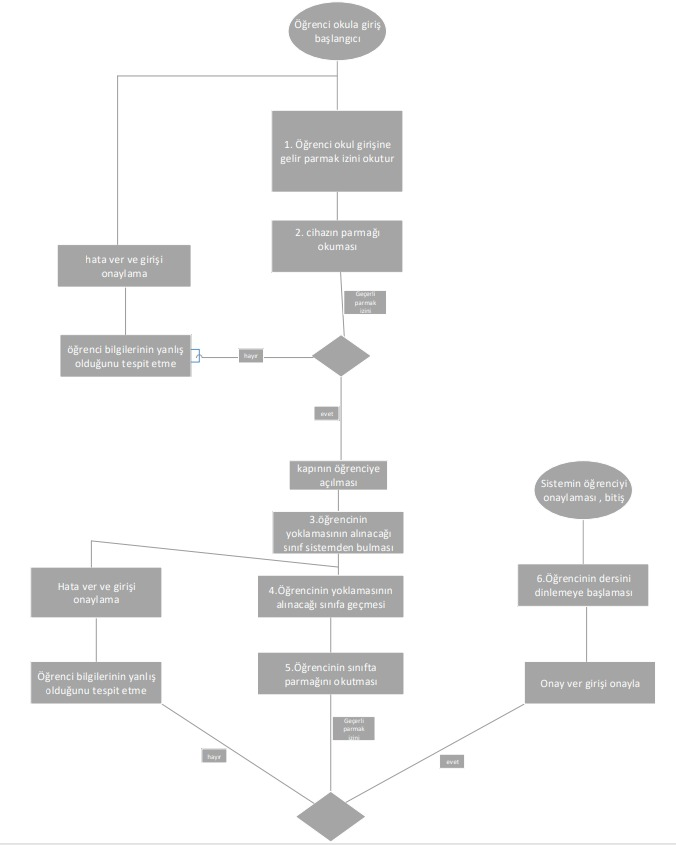 Öğrenci okula giriş
başlangıcı
1. Öğrenci okul girişine
gelir parmak izini okutur
2. cihazın parmağı
okuması
hata ver ve girişi
onaylama
Geçerli
parmak
izini
öğrenci bilgilerinin yanlış
olduğunu tespit etme
hayır
evet
kapının öğrenciye
açılması
Sistemin öğrenciyi
onaylaması , bitiş
3.öğrencinin
yoklamasının alınacağı
sınıf sistemden bulması
Hata ver ve girişi
onaylama
4.Öğrencinin yoklamasının
alınacağı sınıfa geçmesi
6.Öğrencinin dersini
dinlemeye başlaması
Öğrenci bilgilerinin yanlış
olduğunu tespit etme
5.Öğrencinin sınıfta
parmağını okutması
Onay ver girişi onayla
Geçerli
parmak
izini
hayır
evet